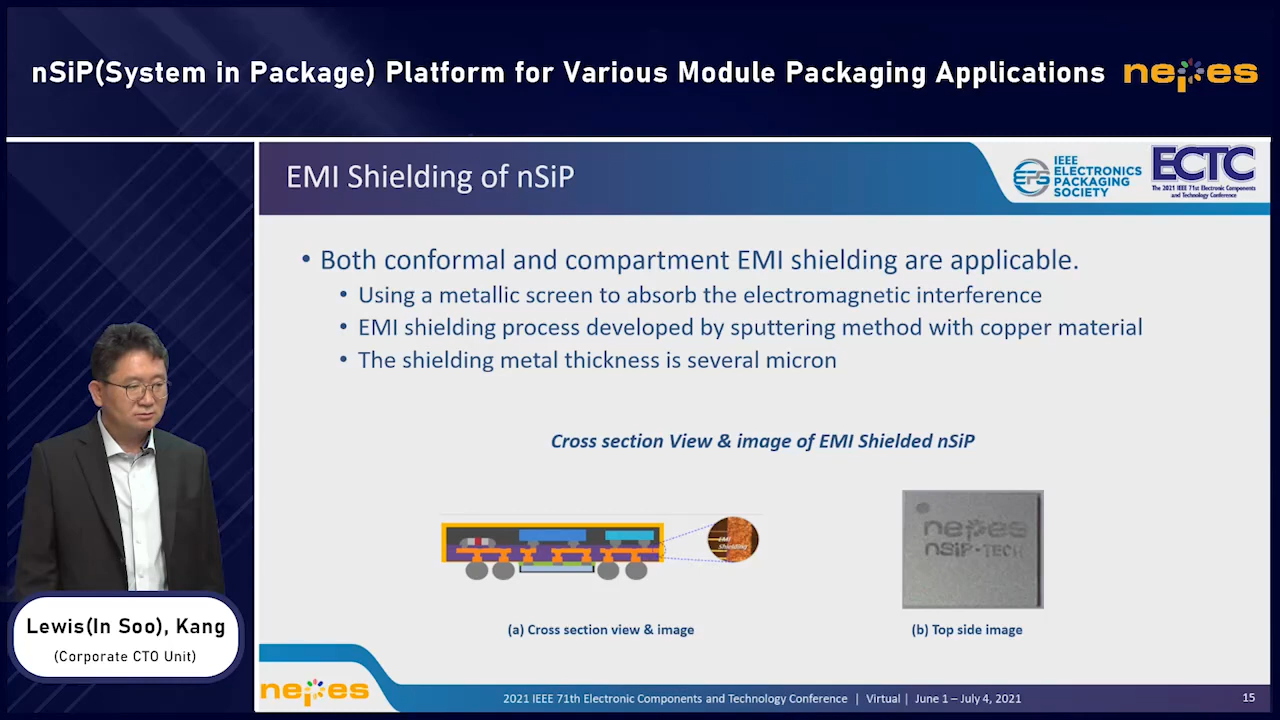 nSiP(System in Package) Platform for Various Module Packaging Applications nepes
EMI Shielding of nSiP
EPS IEEE ELECTRONICS PACKAGING SOCIETY
ECTC
The 2021 IEEE 71st Electronic Components
and Technology Conference
• Both conformal and compartment EMI shielding are applicable.
• Using a metallic screen to absorb the electromagnetic interference
• EMI shielding process developed by sputtering method with copper material
• The shielding metal thickness is several micron
Cross section View & image of EMI Shielded nSiP
EMI
Shielding
nepes
nSiP-TECH
(a) Cross section view & image
(b) Top side image
Lewis(In Soo), Kang
(Corporate CTO Unit)
nepes
2021 IEEE 71st Electronic Components and Technology Conference | Virtual | June 1 – July 4, 2021
15